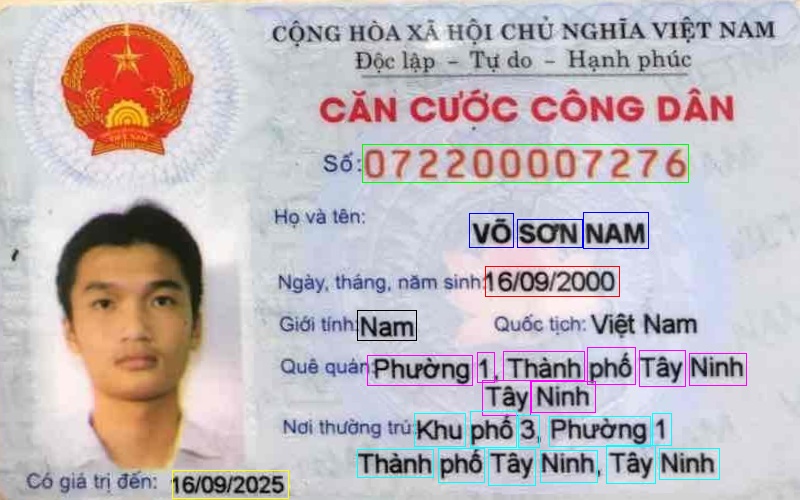 CỘNG HÒA XÃ HỘI CHỦ NGHĨA VIỆT NAM
Độc lập - Tự do - Hạnh phúc
CĂN CƯỚC CÔNG DÂN
Số: 072200007276
Họ và tên: VÕ SƠN NAM
Ngày, tháng, năm sinh: 16/09/2000
Giới tính: Nam Quốc tịch: Việt Nam
Quê quán: Phường 1, Thành phố Tây Ninh
Tây Ninh
Nơi thường trú: Khu phố 3, Phường 1
Thành phố Tây Ninh, Tây Ninh
Có giá trị đến: 16/09/2025